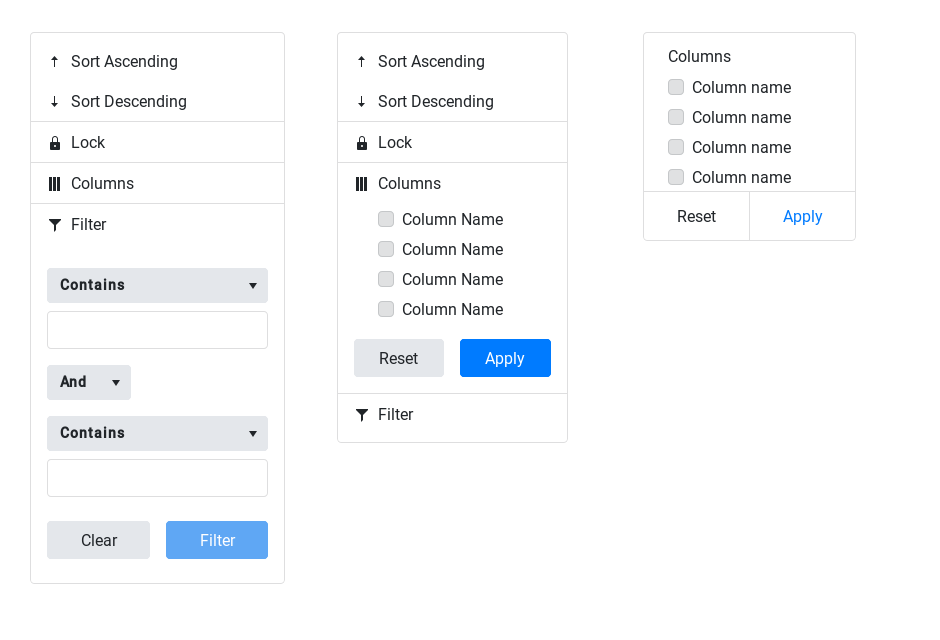 Sort Ascending
Sort Descending
Lock
Columns
Filter
Contains
And
Contains
Clear
Filter
Sort Ascending
Sort Descending
Lock
Columns
Column Name
Column Name
Column Name
Column Name
Reset
Apply
Filter
Columns
Column name
Column name
Column name
Column name
Reset
Apply